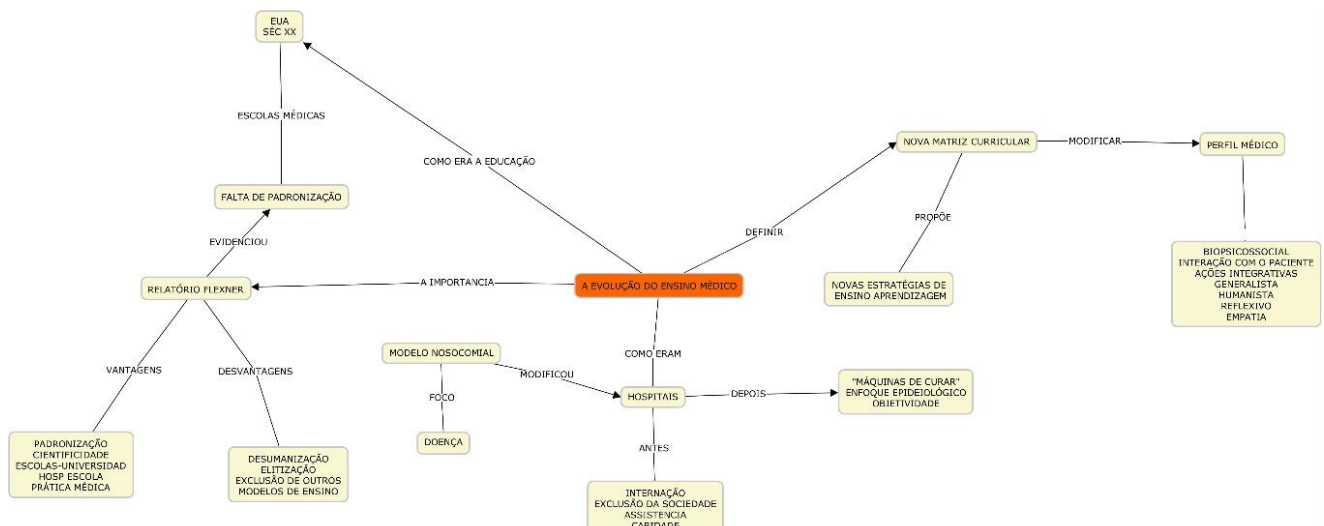 EUA
SÉC XX
ESCOLAS MÉDICAS
COMO ERA A EDUCAÇÃO
NOVA MATRIZ CURRICULAR
MODIFICAR
PERFIL MÉDICO
FALTA DE PADRONIZAÇÃO
PROPÕE
DEFINIR
EVIDENCIOU
BIOPSICOSSOCIAL
INTERAÇÃO COM O PACIENTE
AÇÕES INTEGRATIVAS
GENERALISTA
HUMANISTA
REFLEXIVO
EMPATIA
RELATÓRIO FLEXNER
A IMPORTANCIA
A EVOLUÇÃO DO ENSINO MÉDICO
NOVAS ESTRATÉGIAS DE
ENSINO APRENDIZAGEM
MODELO NOSOCOMIAL
COMO ERAM
VANTAGENS
DESVANTAGENS
MODIFICOU
FOCO
HOSPITAIS
DEPOIS
"MÁQUINAS DE CURAR"
ENFOQUE EPIDEIOLÓGICO
OBJETIVIDADE
DOENÇA
ANTES
PADRONIZAÇÃO
CIENTIFICIDADE
ESCOLAS-UNIVERSIDAD
HOSP ESCOLA
PRÁTICA MÉDICA
DESUMANIZAÇÃO
ELITIZAÇÃO
EXCLUSÃO DE OUTROS
MODELOS DE ENSINO
INTERNAÇÃO
EXCLUSÃO DA SOCIEDADE
ASSISTENCIA
CARIDADE